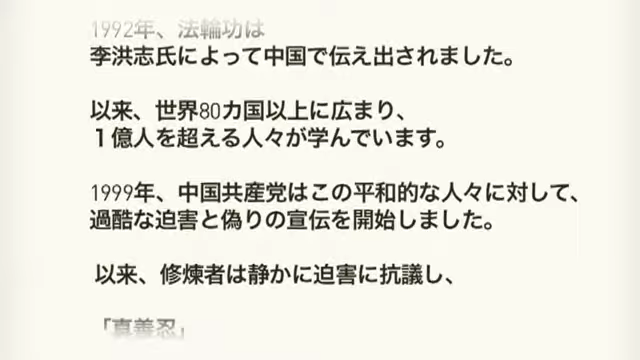 1992年、法輪功は
李洪志氏によって中国で伝え出されました。
以来、世界80カ国以上に広まり、
１億人を超える人々が学んでいます。
1999年、中国共産党はこの平和的な人々に対して、
過酷な迫害と偽りの宣伝を開始しました。
以来、修煉者は静かに迫害に抗議し、
「真善忍」